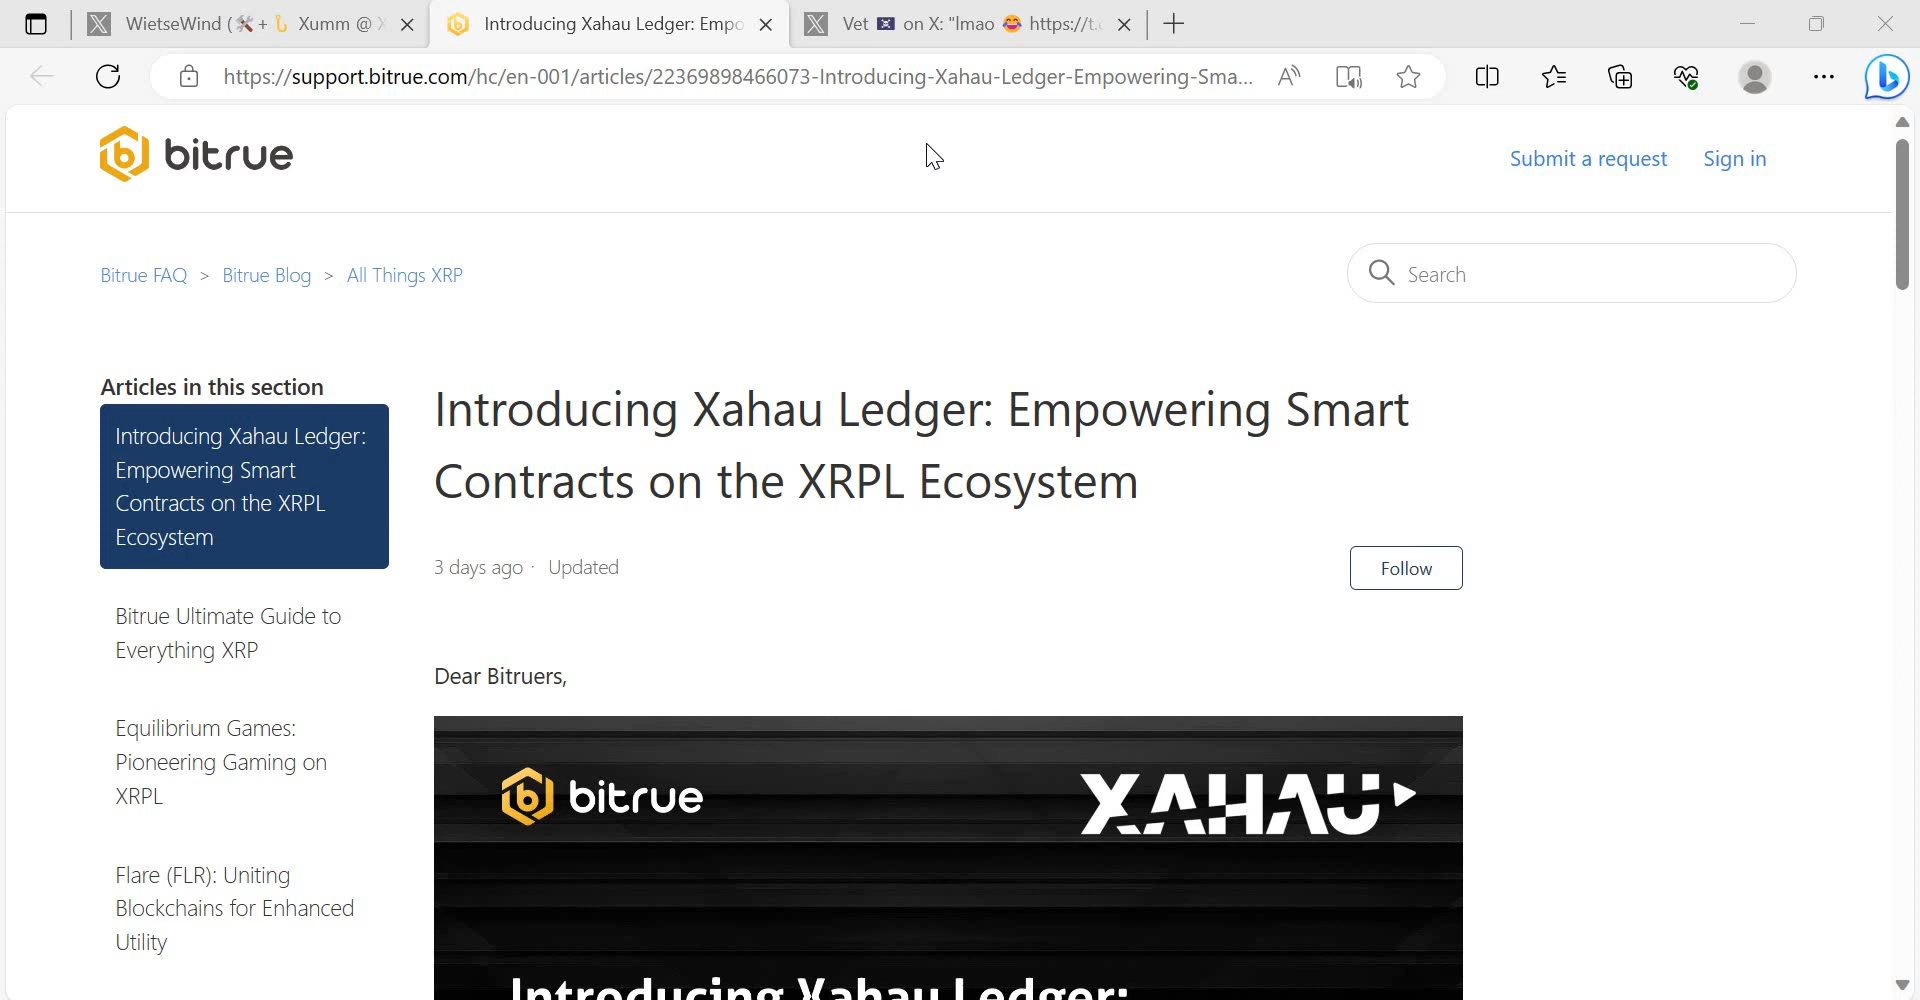 WietseWind (🛠️+🪝 Xumm @ X
Introducing Xahau Ledger: Empo
Vet 🏴‍☠️ on X: "lmao 😂 https://t.c
https://support.bitrue.com/hc/en-001/articles/22369898466073-Introducing-Xahau-Ledger-Empowering-Sma...
bitrue
Submit a request
Sign in
Bitrue FAQ > Bitrue Blog > All Things XRP
Search
Articles in this section
Introducing Xahau Ledger:
Empowering Smart
Contracts on the XRPL
Ecosystem
Bitrue Ultimate Guide to
Everything XRP
Equilibrium Games:
Pioneering Gaming on
XRPL
Flare (FLR): Uniting
Blockchains for Enhanced
Utility
Introducing Xahau Ledger: Empowering Smart
Contracts on the XRPL Ecosystem
3 days ago · Updated
Follow
Dear Bitruers,
bitrue
XAHAU
Introducing Xahau Ledger: